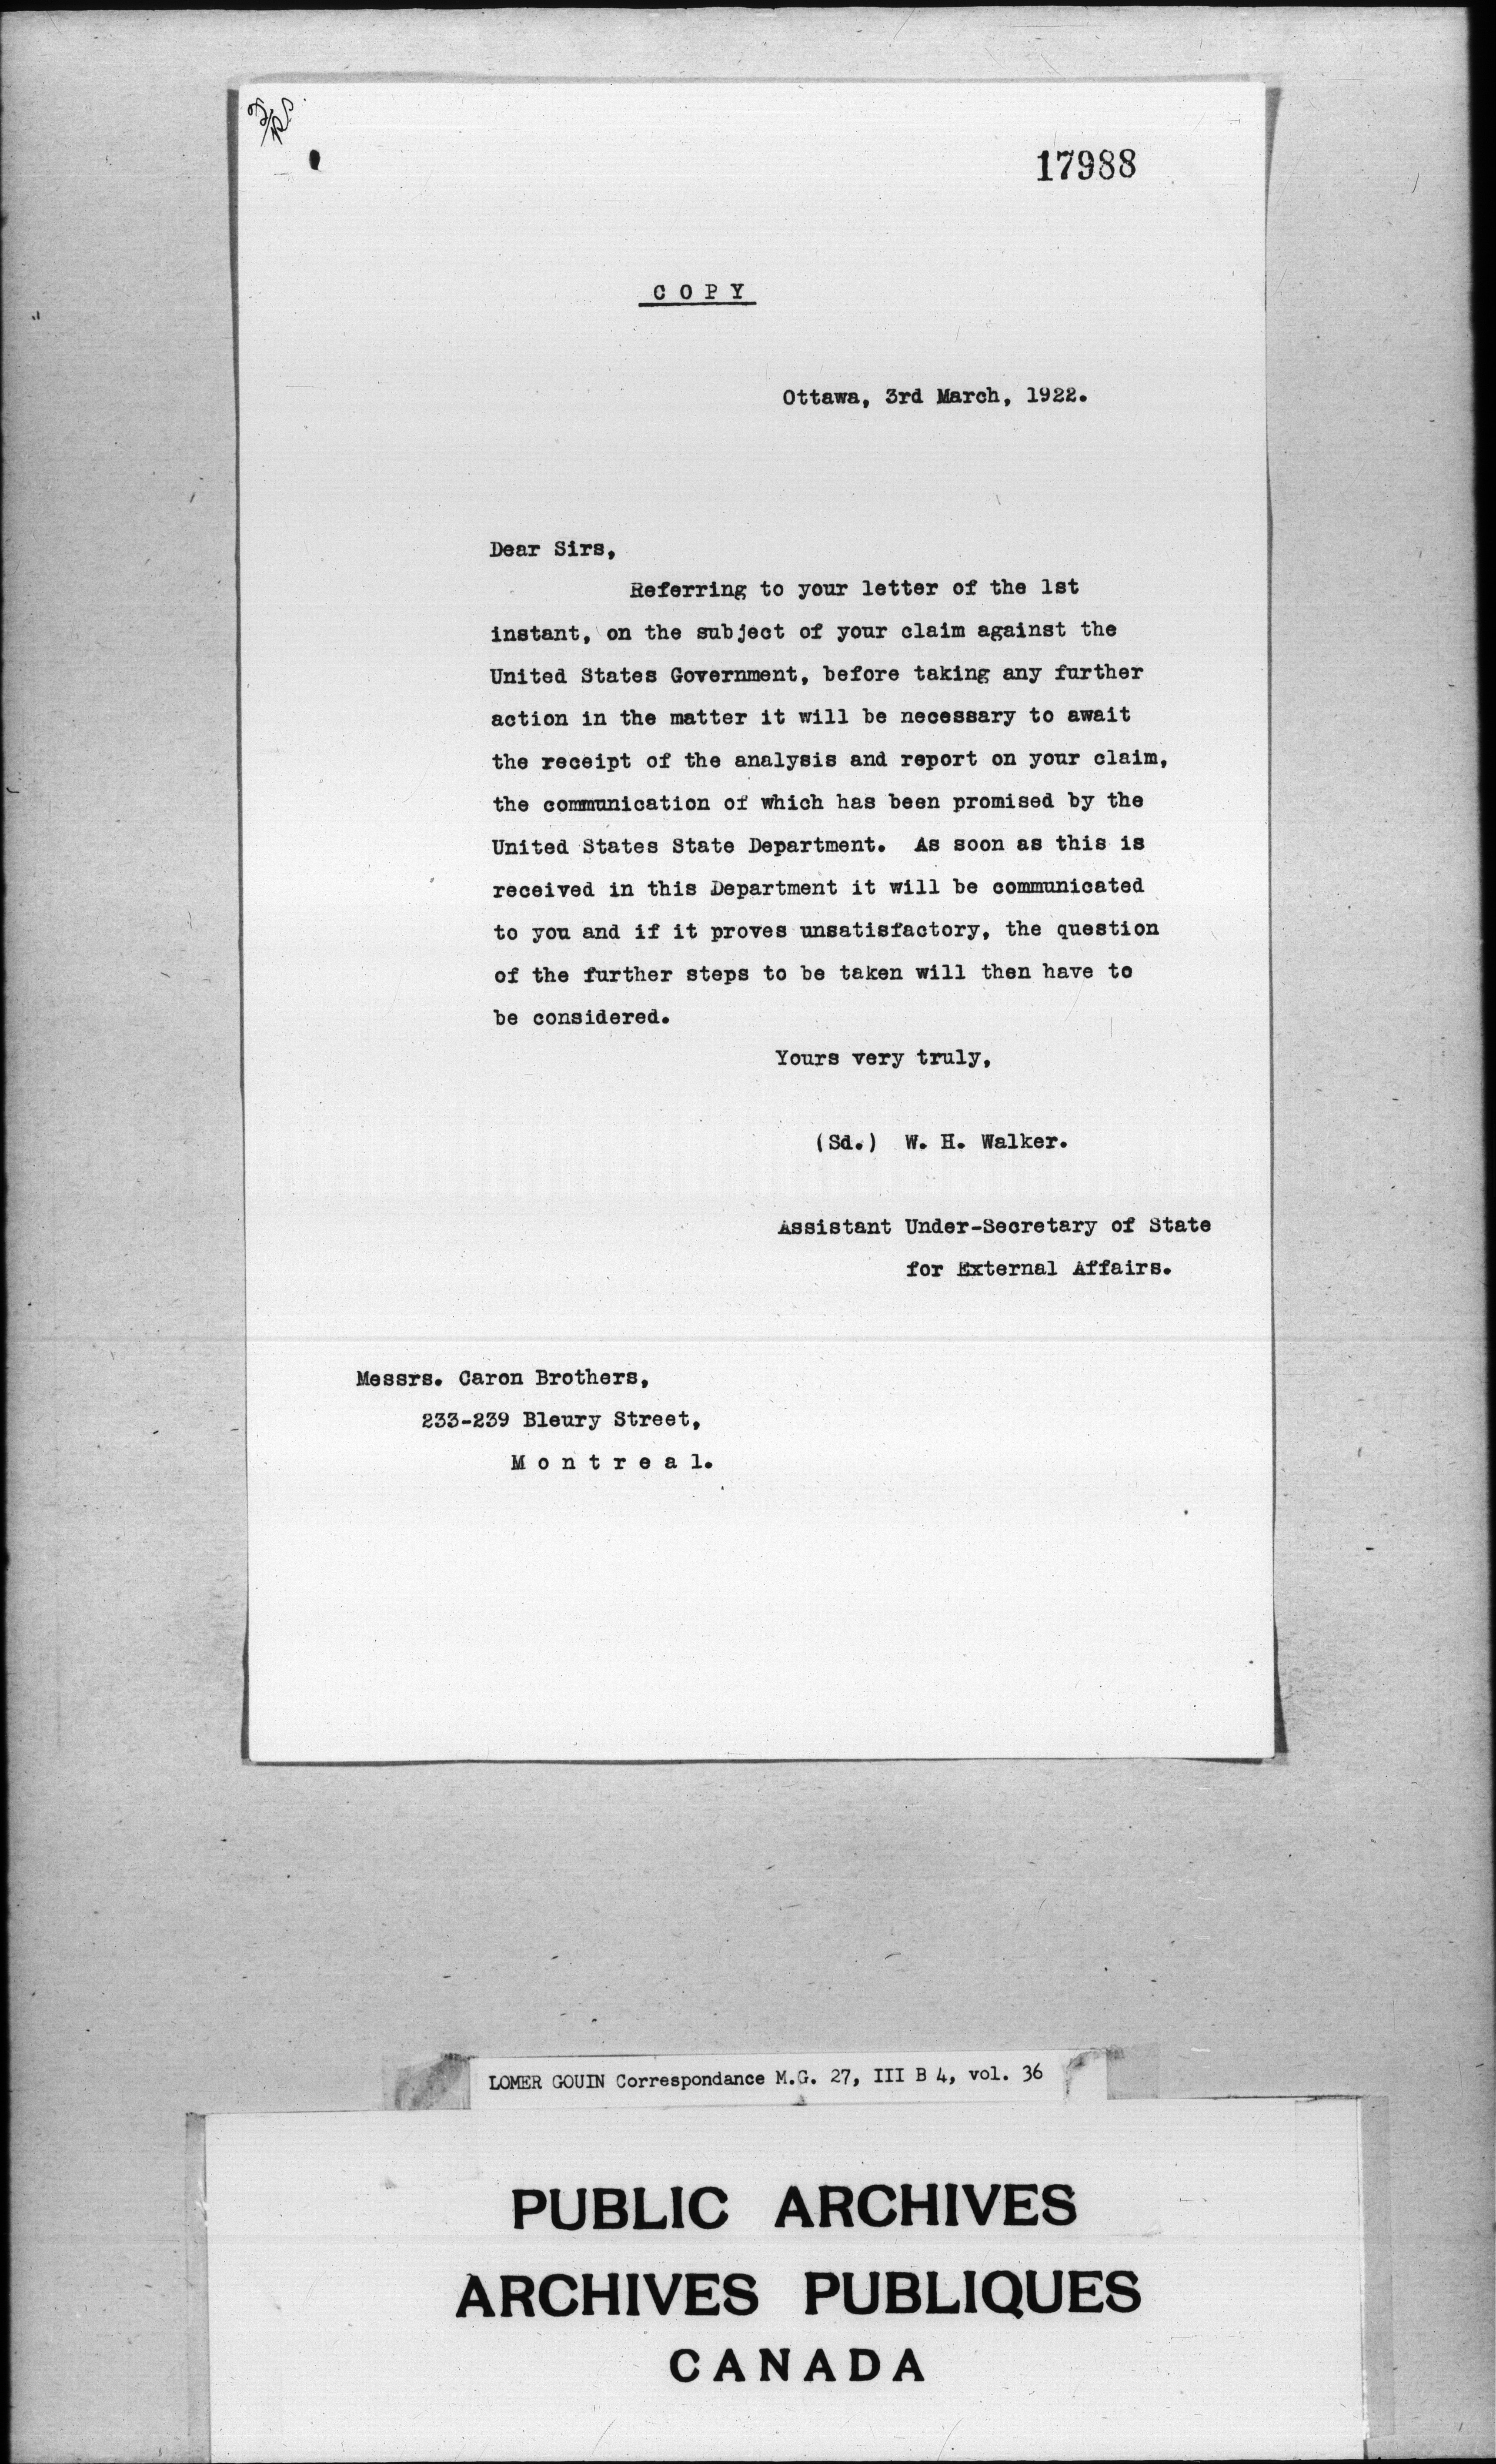 17988
COPY
Ottawa, 3rd March, 1922.
Dear Sirs,
Referring to your letter of the 1st
instant, on the subject of your claim against the
United States Government, before taking any further
action in the matter it will be necessary to await
the receipt of the analysis and report on your claim,
the communication of which has been promised by the
United States State Department. As soon as this is
received in this Department it will be communicated
to you and if it proves unsatisfactory, the question
of the further steps to be taken will then have to
be considered.
Yours very truly,
(Sd.) W. H. Walker.
Assistant Under-Secretary of State
for External Affairs.
Messrs. Caron Brothers,
233-239 Bleury Street,
Montreal.
LOMER GOUIN Correspondance M.G. 27, III B 4, vol. 36
PUBLIC ARCHIVES
ARCHIVES PUBLIQUES
CANADA